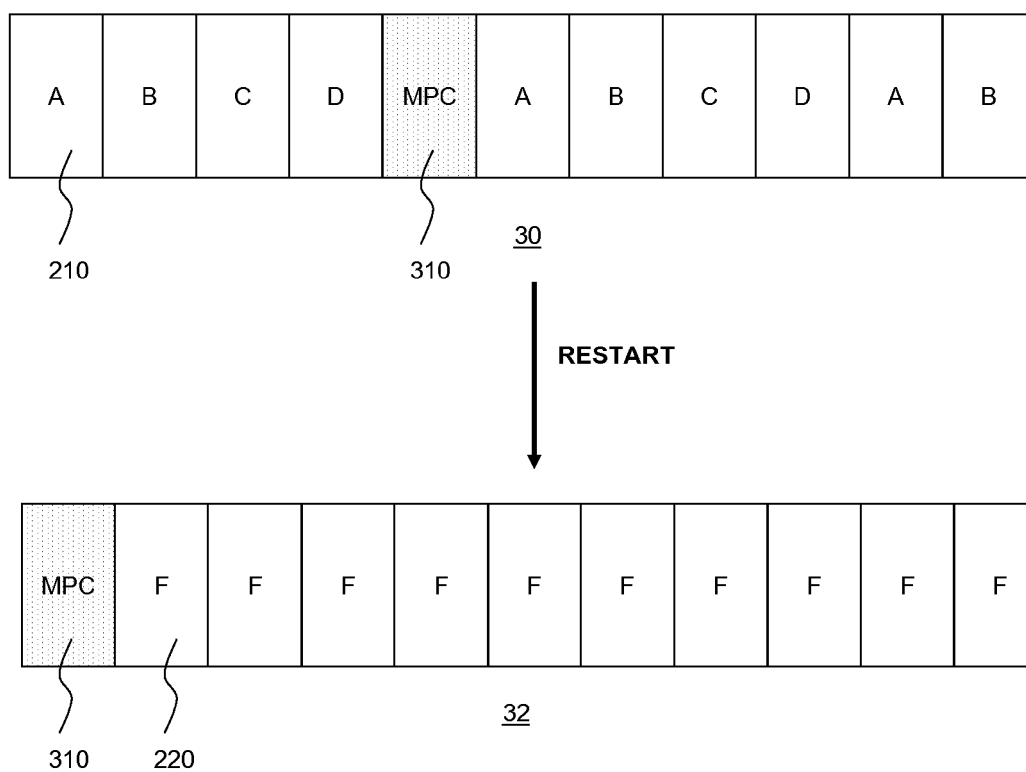 A B C D MPC A B C D A B
210 310 30
RESTART
MPC F F F F F F F F F F
32
310 220